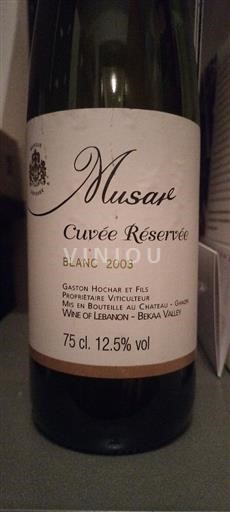 Musar
Cuvée Réservée
VINIOU
BLANC 2003
GASTON HOCHAR ET FILS
PROPRIÉTAIRE VITICULTEUR
MIS EN BOUTEILLE AU CHATEAU - GHAZIR
WINE OF LEBANON - BEKAA VALLEY
75 cl. 12.5% vol